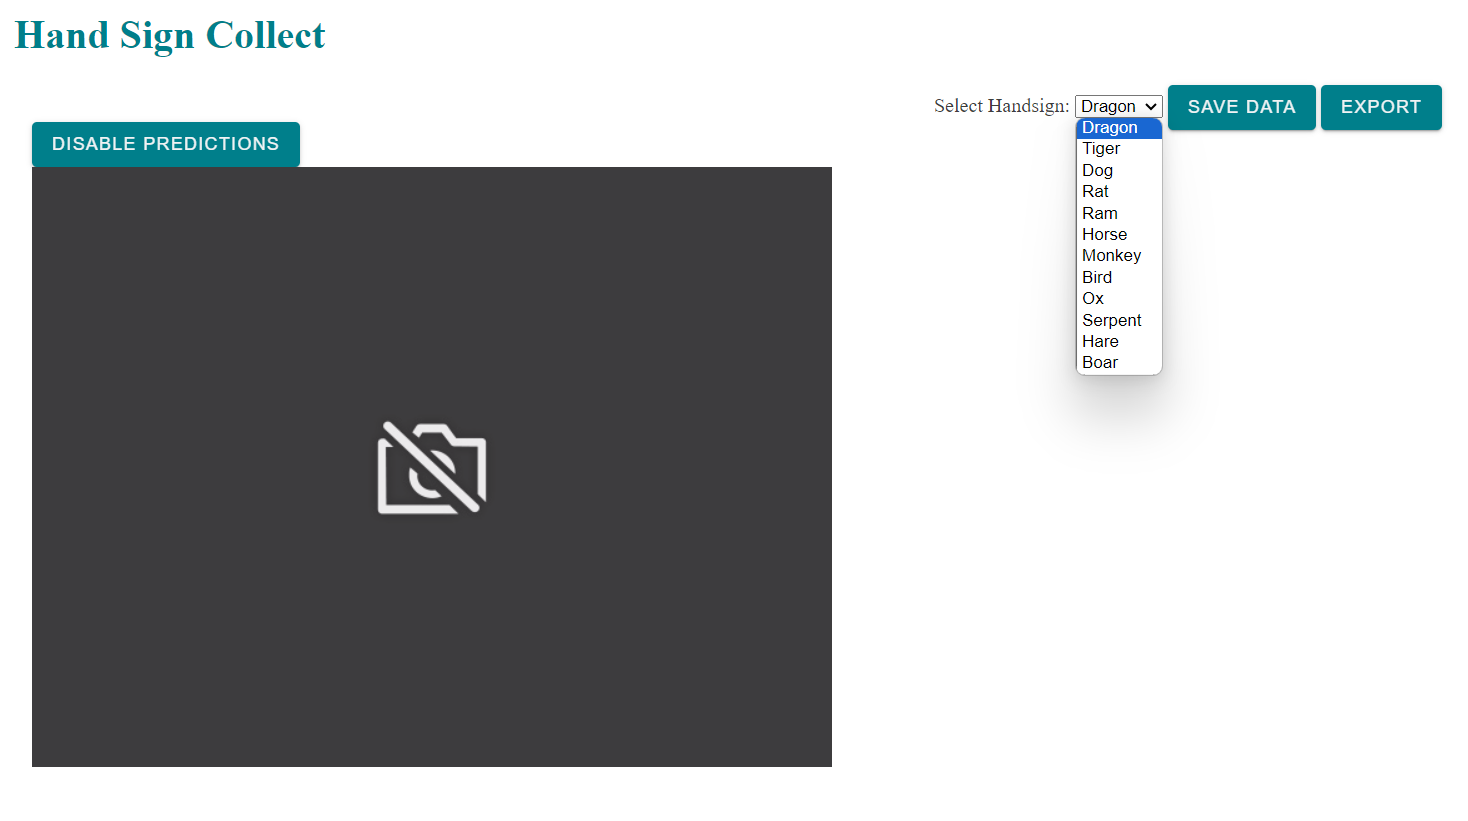 Hand Sign Collect
Select Handsign: Dragon SAVE DATA EXPORT
DISABLE PREDICTIONS
Dragon
Tiger
Dog
Rat
Ram
Horse
Monkey
Bird
Ox
Serpent
Hare
Boar